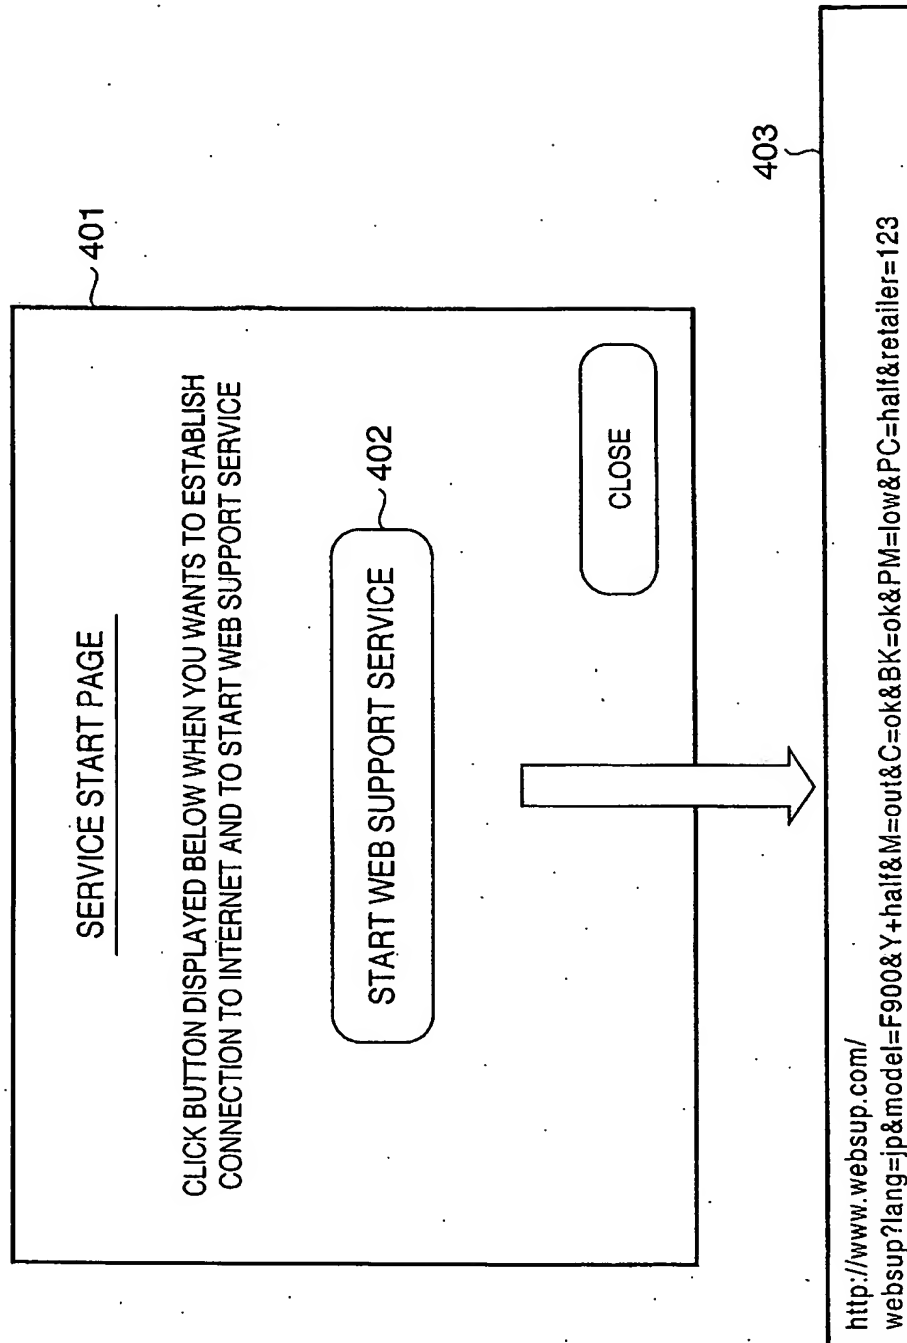 401
SERVICE START PAGE
CLICK BUTTON DISPLAYED BELOW WHEN YOU WANTS TO ESTABLISH
CONNECTION TO INTERNET AND TO START WEB SUPPORT SERVICE
402
START WEB SUPPORT SERVICE
CLOSE
403
http://www.websup.com/
websup?lang=jp&model=F900&Y+half&M=out&C=ok&BK=ok&PM=low&PC=half&retailer=123